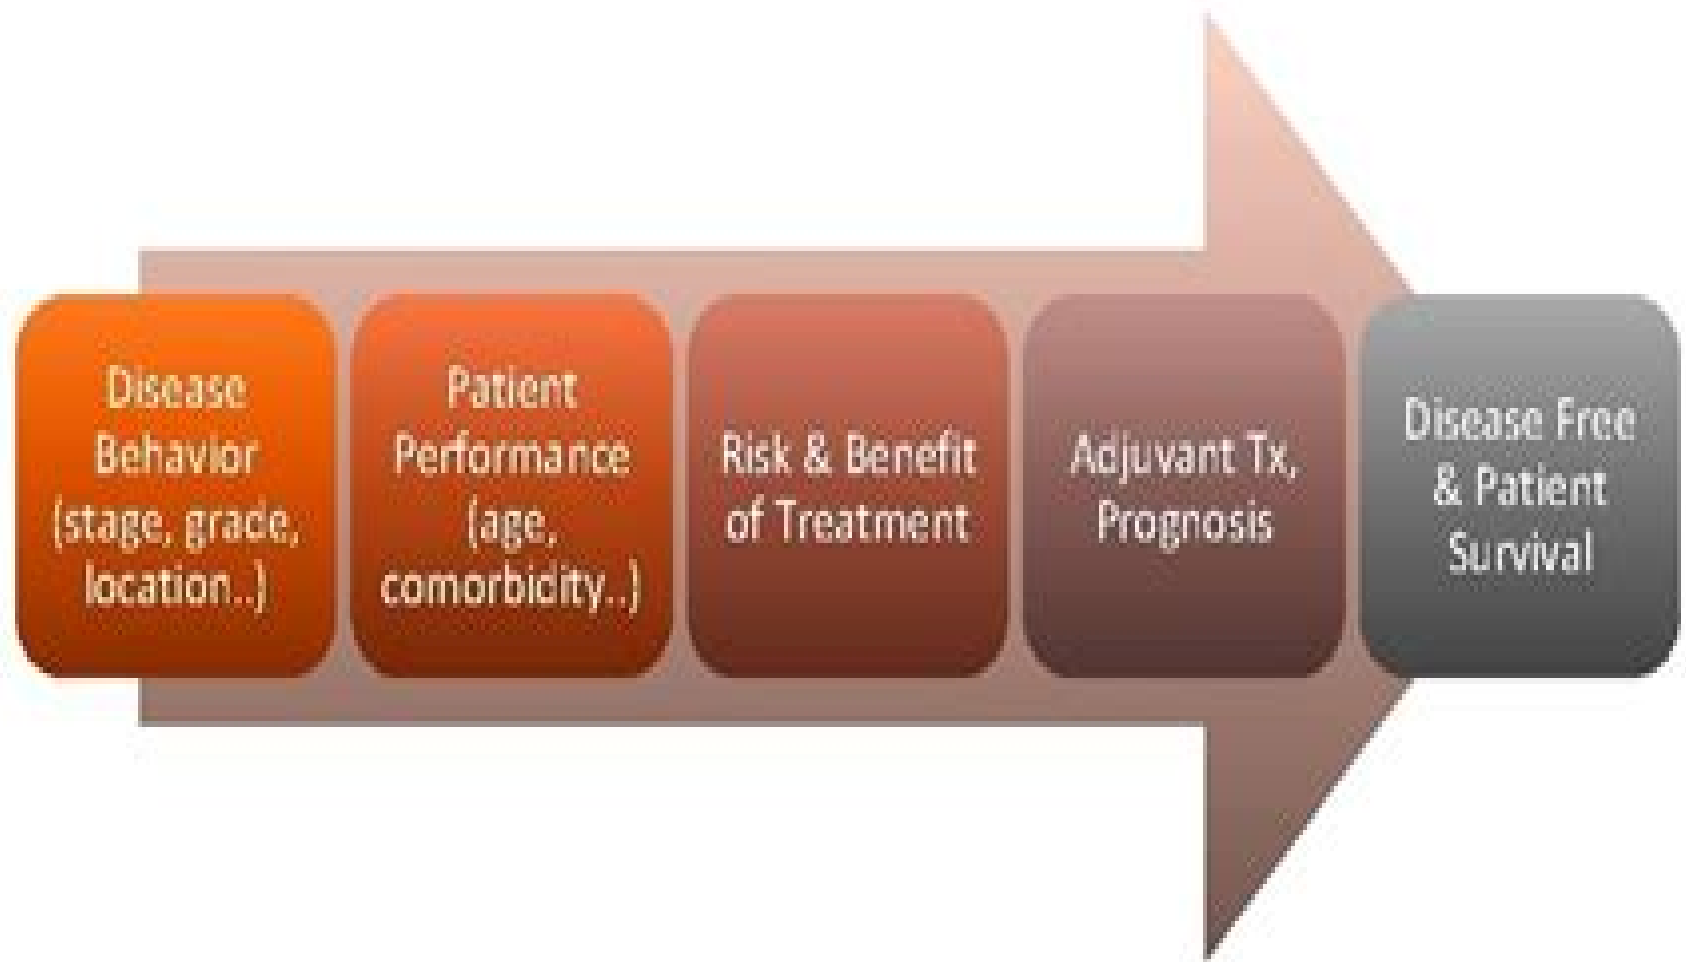 Disease
Behavior
(stage, grade,
location..)
Patient
Performance
(age,
comorbidity..)
Risk & Benefit
of Treatment
Adjuvant Tx,
Prognosis
Disease Free
& Patient
Survival